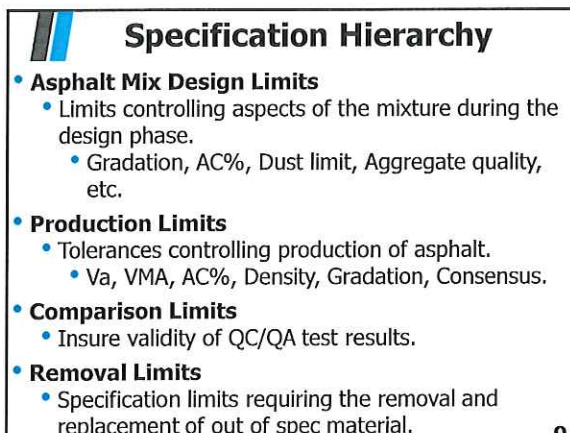 Specification Hierarchy
• Asphalt Mix Design Limits
• Limits controlling aspects of the mixture during the
design phase.
• Gradation, AC%, Dust limit, Aggregate quality,
etc.
• Production Limits
• Tolerances controlling production of asphalt.
• Va, VMA, AC%, Density, Gradation, Consensus.
• Comparison Limits
• Insure validity of QC/QA test results.
• Removal Limits
• Specification limits requiring the removal and
replacement of out of spec material.